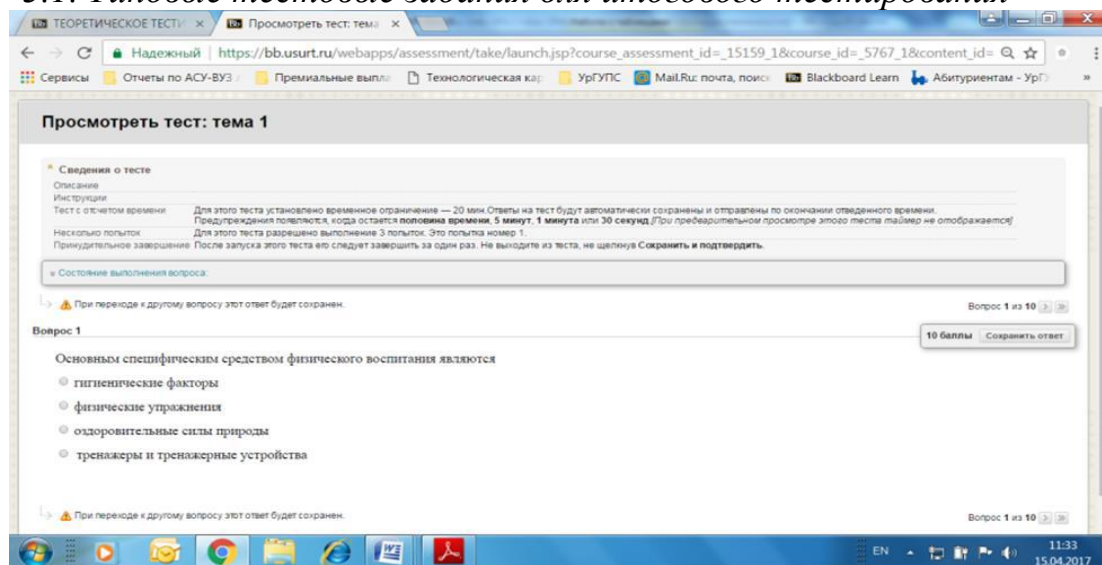 3.1. Типовые тестовые задания для итогового тестирования
ТЕОРЕТИЧЕСКОЕ ТЕСТИ × Просмотреть тест: тема ×
Надежный https://bb.usurt.ru/webapps/assessment/take/launch.jsp?course_assessment_id=_15159_1&course_id=_5767_1&content_id=
Сервисы Отчеты по АСУ-ВУЗ / Премиальные выпла Технологическая кар УрГУПС Mail.Ru: почта, поиск Blackboard Learn Абитуриентам - УрГ »
Просмотреть тест: тема 1
Сведения о тесте
Описание
Инструкции
Тест с отсчетом времени Для этого теста установлено временное ограничение — 20 мин.Ответы на тест будут автоматически сохранены и отправлены по окончании отведенного времени.
Предупреждения появляются, когда остается половина времени, 5 минут, 1 минута или 30 секунд.[При предварительном просмотре этого теста таймер не отображается]
Несколько попыток Для этого теста разрешено выполнение 3 попыток. Это попытка номер 1.
Принудительное завершение После запуска этого теста его следует завершить за один раз. Не выходите из теста, не щелкнув Сохранить и подтвердить.
Состояние выполнения вопроса:
При переходе к другому вопросу этот ответ будет сохранен. Вопрос 1 из 10 > >>
Вопрос 1 10 баллы Сохранить ответ
Основным специфическим средством физического воспитания являются
гигиенические факторы
физические упражнения
оздоровительные силы природы
тренажеры и тренажерные устройства
При переходе к другому вопросу этот ответ будет сохранен. Вопрос 1 из 10 > >>
EN 11:33
15.04.2017